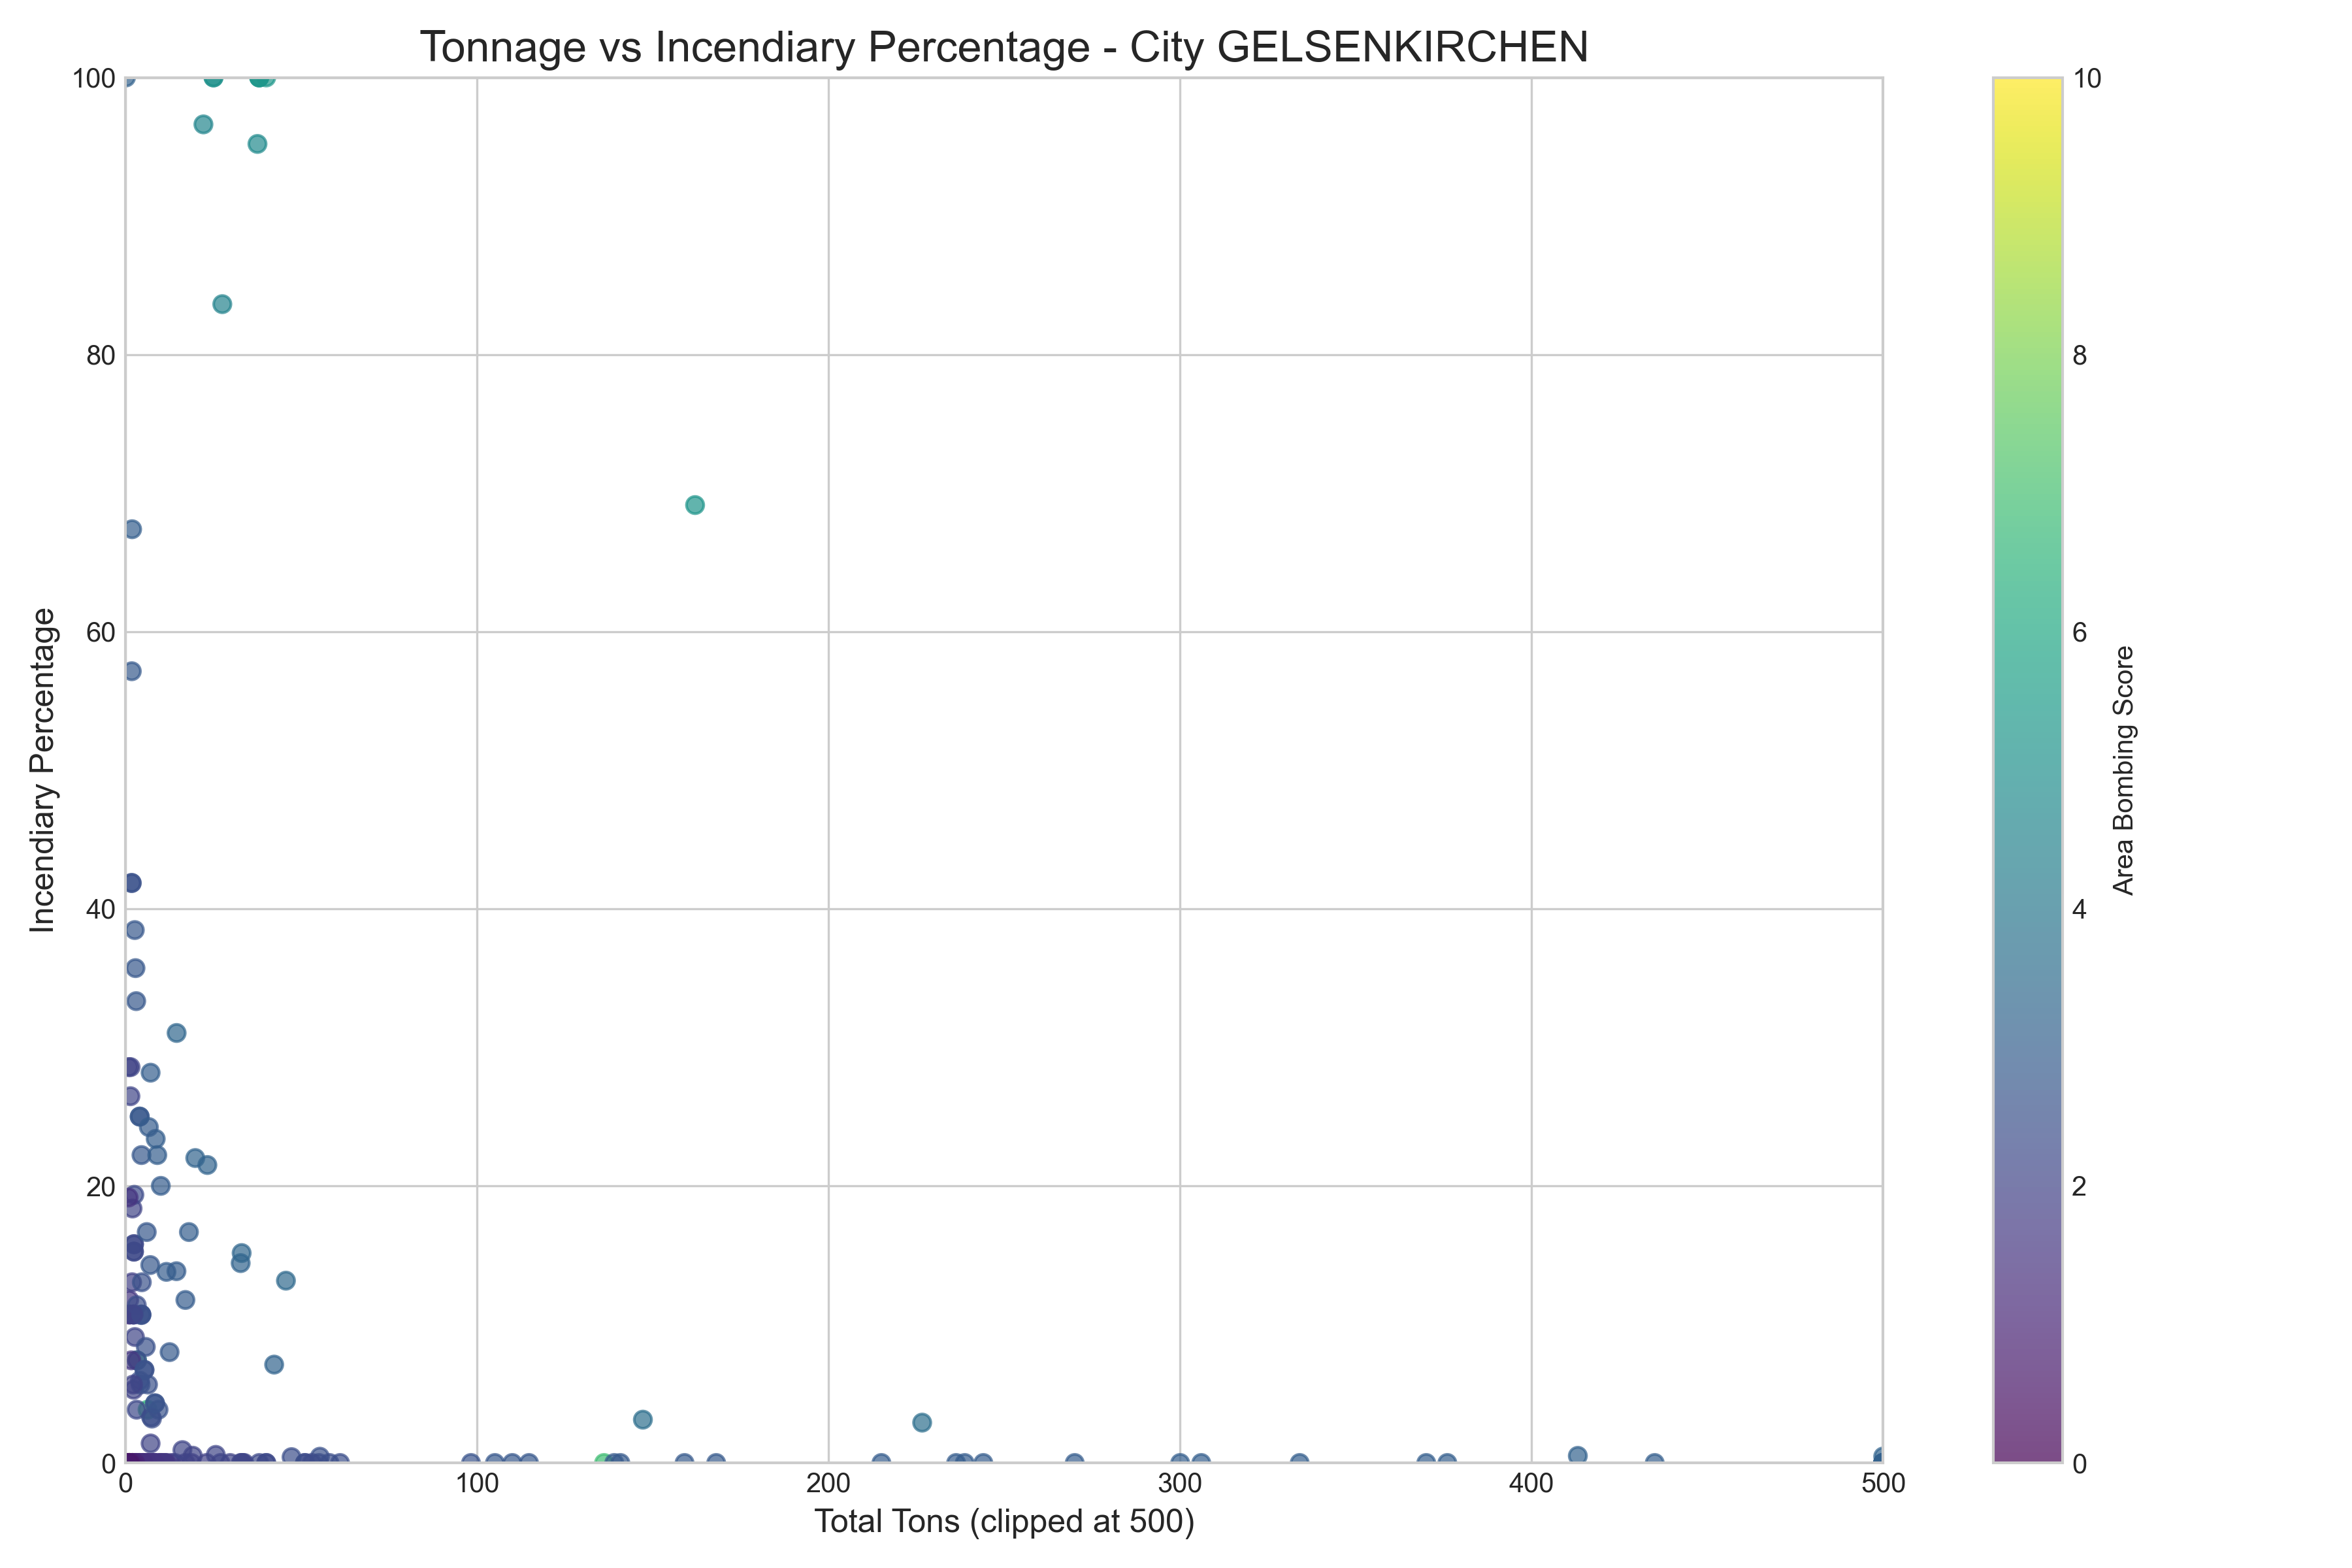 Tonnage vs Incendiary Percentage - City GELSENKIRCHEN
100
80
60
40
20
0
Incendiary Percentage
0 100 200 300 400 500
Total Tons (clipped at 500)
10
8
6
4
2
0
Area Bombing Score